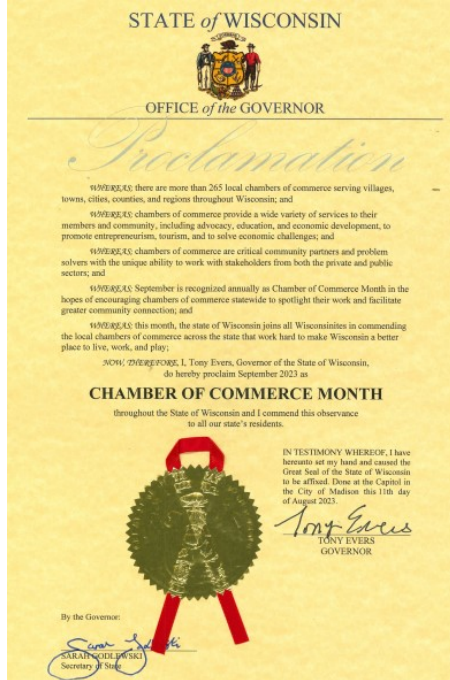 STATE of WISCONSIN
OFFICE of the GOVERNOR
Proclamation
WHEREAS; there are more than 265 local chambers of commerce serving villages,
towns, cities, counties, and regions throughout Wisconsin; and
WHEREAS; chambers of commerce provide a wide variety of services to their
members and community, including advocacy, education, and economic development, to
promote entrepreneurism, tourism, and to solve economic challenges; and
WHEREAS; chambers of commerce are critical community partners and problem
solvers with the unique ability to work with stakeholders from both the private and public
sectors; and
WHEREAS; September is recognized annually as Chamber of Commerce Month in the
hopes of encouraging chambers of commerce statewide to spotlight their work and facilitate
greater community connection; and
WHEREAS; this month, the state of Wisconsin joins all Wisconsinites in commending
the local chambers of commerce across the state that work hard to make Wisconsin a better
place to live, work, and play;
NOW, THEREFORE, I, Tony Evers, Governor of the State of Wisconsin,
do hereby proclaim September 2023 as
CHAMBER OF COMMERCE MONTH
throughout the State of Wisconsin and I commend this observance
to all our state's residents.
IN TESTIMONY WHEREOF, I have
hereunto set my hand and caused the
Great Seal of the State of Wisconsin
to be affixed. Done at the Capitol in
the City of Madison this 11th day
of August 2023.
Tony Evers
TONY EVERS
GOVERNOR
By the Governor:
Sarah Godlewski
SARAH GODLEWSKI
Secretary of State